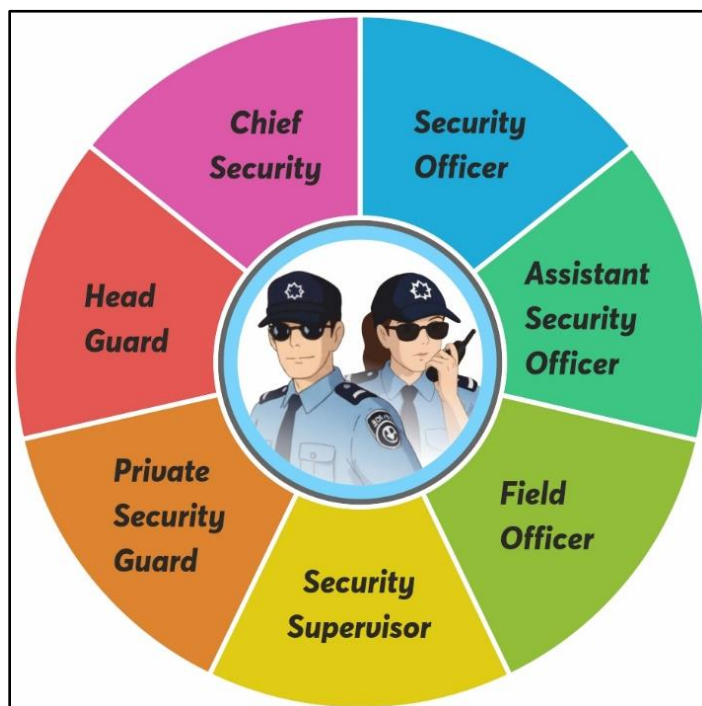 Chief
Security
Security
Officer
Assistant
Security
Officer
Field
Officer
Security
Supervisor
Private
Security
Guard
Head
Guard